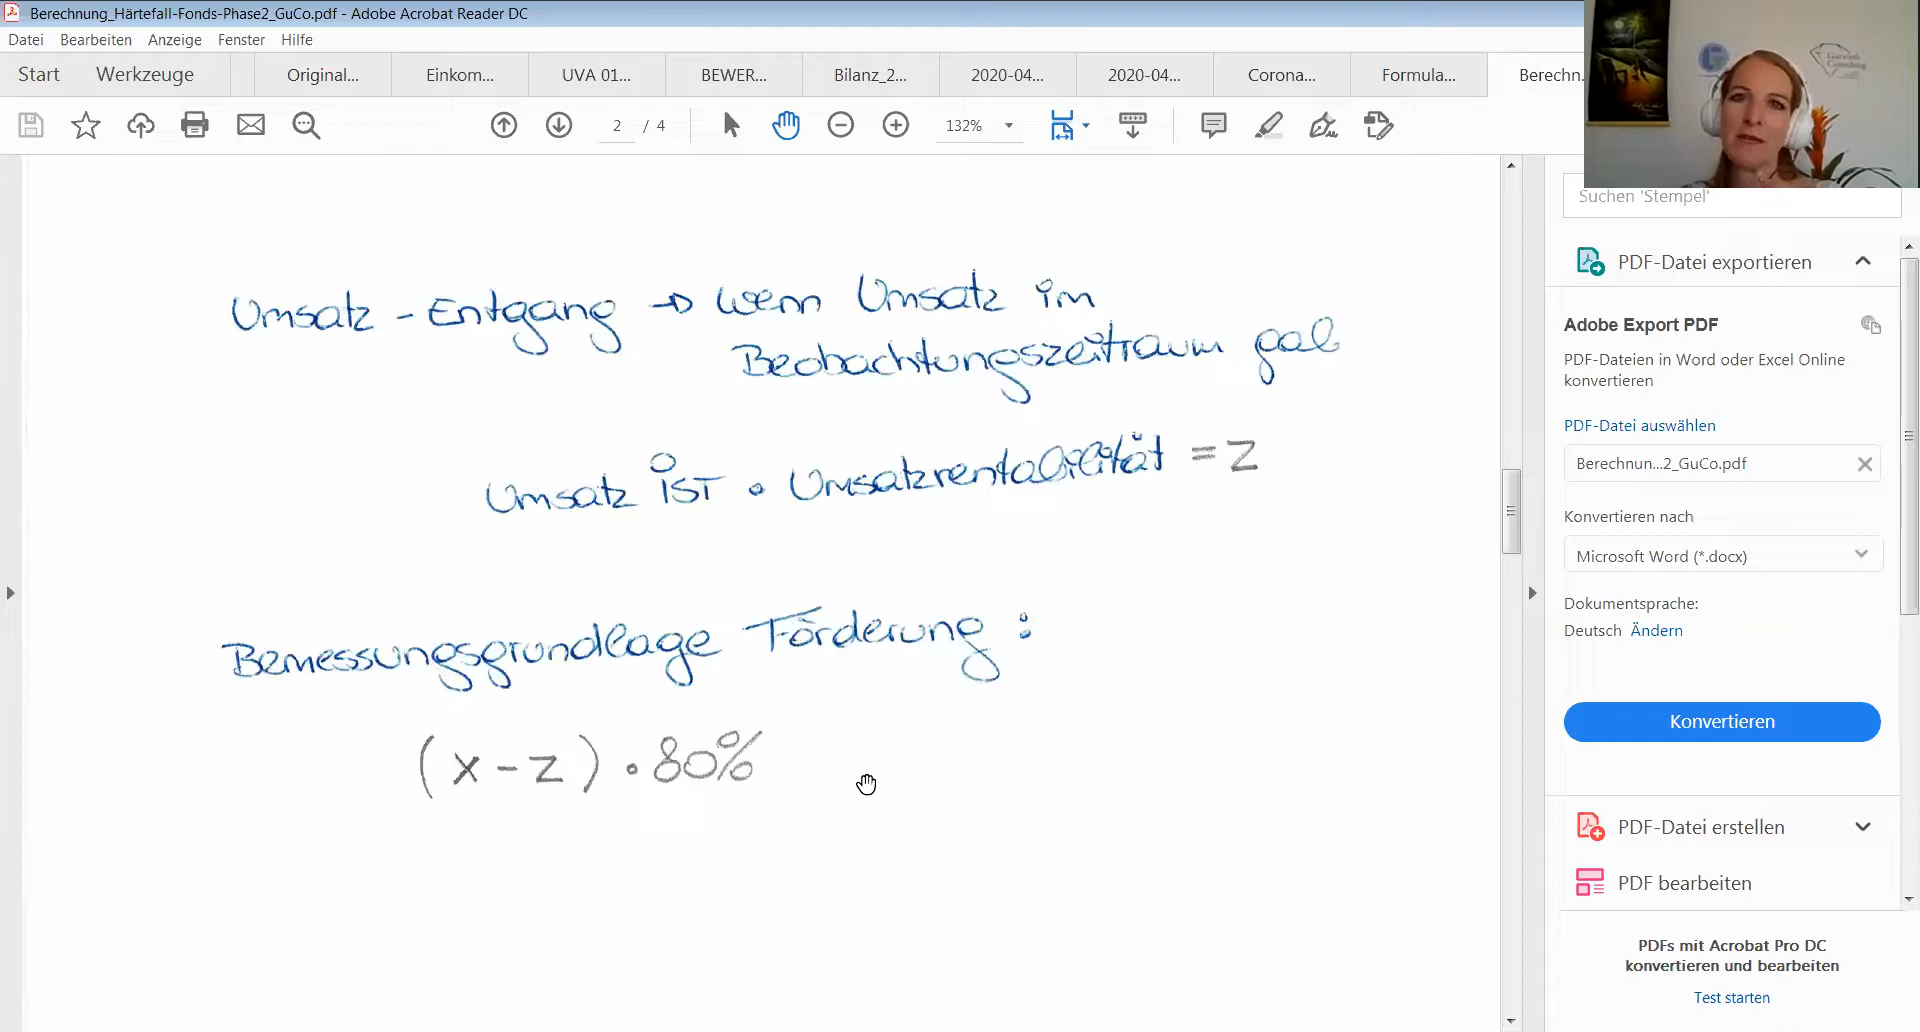 Berechnung_Härtefall-Fonds-Phase2_GuCo.pdf - Adobe Acrobat Reader DC
Datei Bearbeiten Anzeige Fenster Hilfe
Start Werkzeuge Original... Einkom... UVA 01... BEWER... Bilanz_2... 2020-04... 2020-04... Corona... Formula... Berechn.
2 / 4 132%
Umsatz - Entgang → wenn Umsatz im
Beobachtungszeitraum gab
Umsatz IST • Umsatzrentabilität = Z
Bemessungsgrundlage Förderung :
(x - z) • 80%
Suchen 'Stempel'
PDF-Datei exportieren
Adobe Export PDF
PDF-Dateien in Word oder Excel Online
konvertieren
PDF-Datei auswählen
Berechnun...2_GuCo.pdf
Konvertieren nach
Microsoft Word (*.docx)
Dokumentsprache:
Deutsch Ändern
Konvertieren
PDF-Datei erstellen
PDF bearbeiten
PDFs mit Acrobat Pro DC
konvertieren und bearbeiten
Test starten